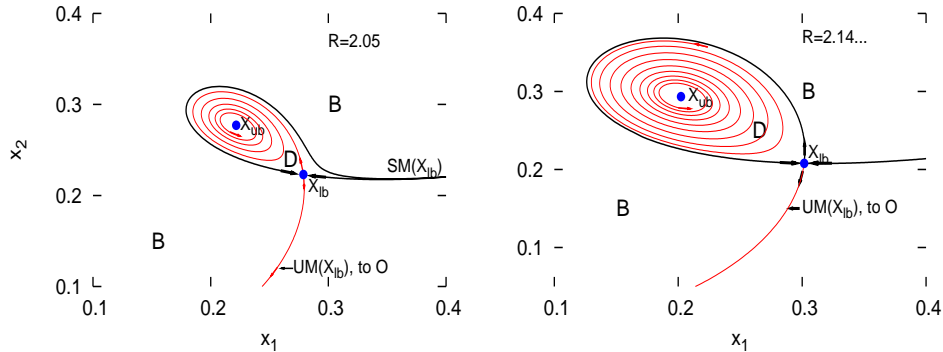 0.4
R=2.05
B
0.3
X_ub
x_2
D
SM(X_lb)
0.2
X_lb
B
UM(X_lb), to O
0.1
0.1
0.2
0.3
0.4
x_1
0.4
R=2.14...
B
0.3
X_ub
D
X_lb
0.2
B
UM(X_lb), to O
0.1
0.1
0.2
0.3
0.4
x_1